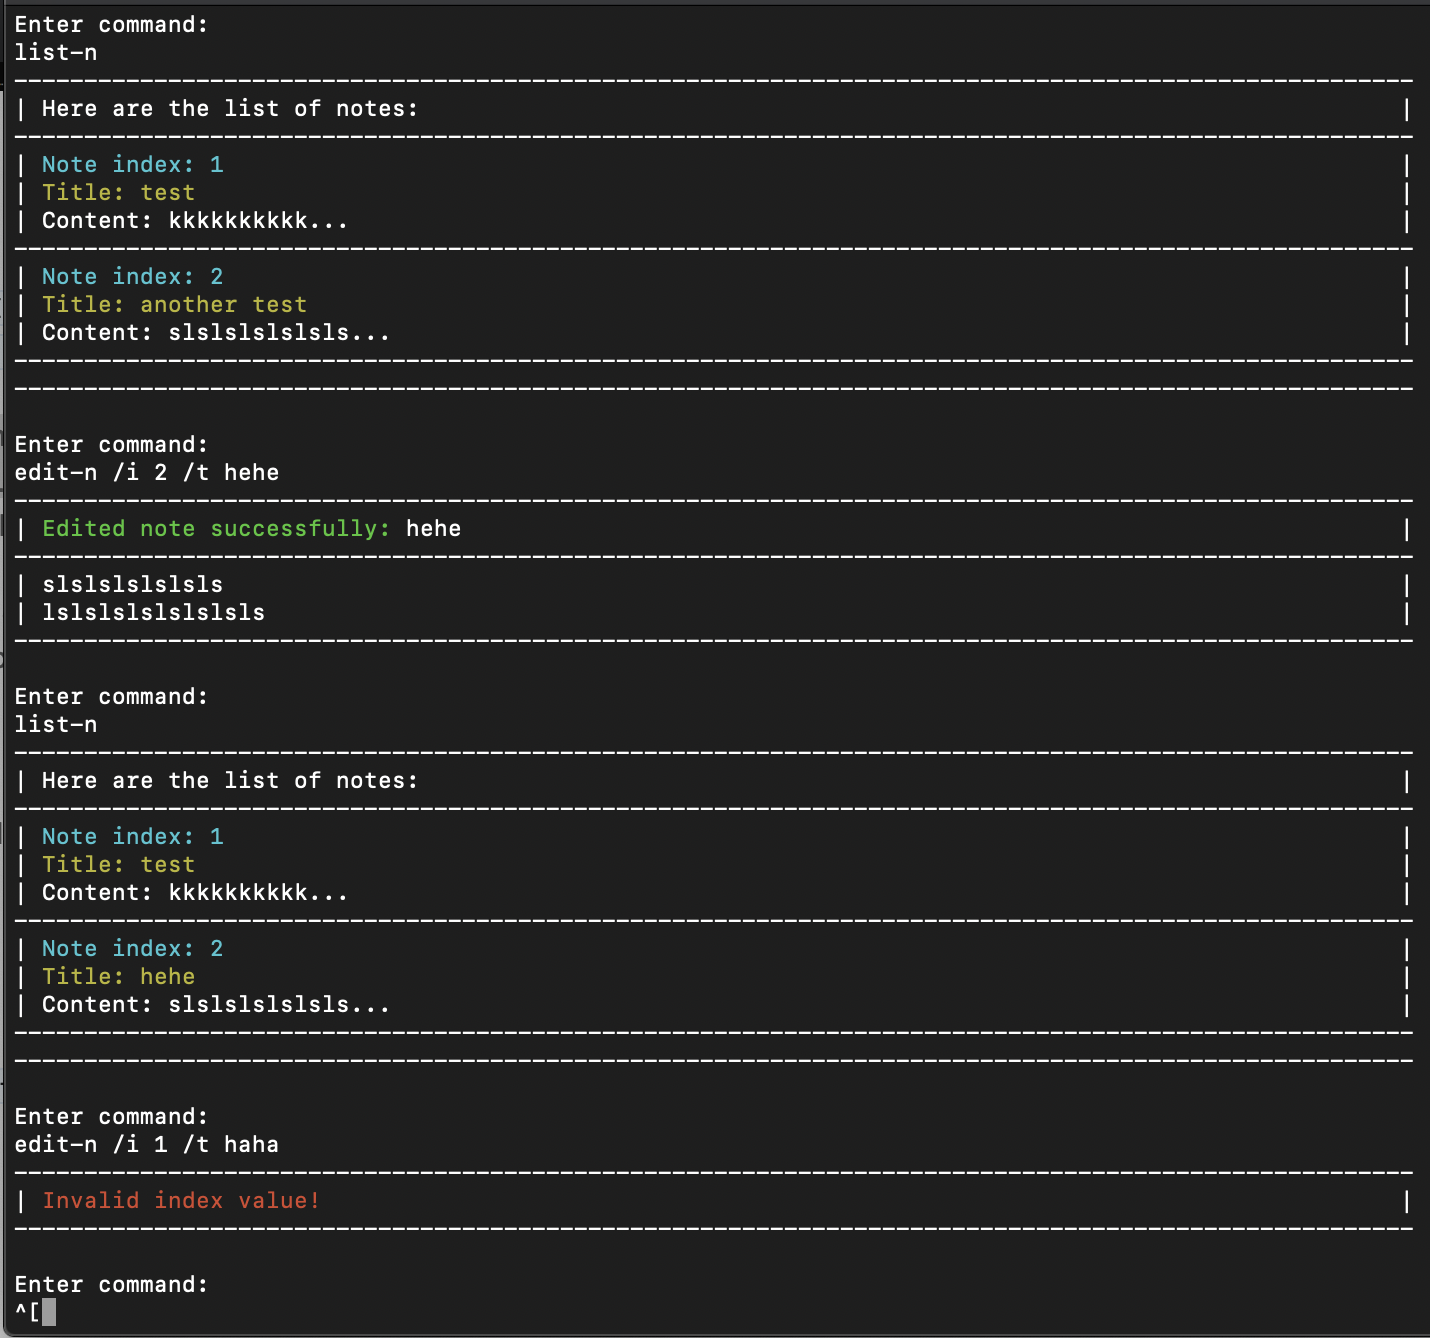 Enter command:
list-n
| Here are the list of notes: |
| Note index: 1 |
| Title: test |
| Content: kkkkkkkkkk... |
| Note index: 2 |
| Title: another test |
| Content: slslslslslsls... |
Enter command:
edit-n /i 2 /t hehe
| Edited note successfully: hehe |
| slslslslslsls |
| lslslslslslslsls |
Enter command:
list-n
| Here are the list of notes: |
| Note index: 1 |
| Title: test |
| Content: kkkkkkkkkk... |
| Note index: 2 |
| Title: hehe |
| Content: slslslslslsls... |
Enter command:
edit-n /i 1 /t haha
| Invalid index value! |
Enter command:
^[